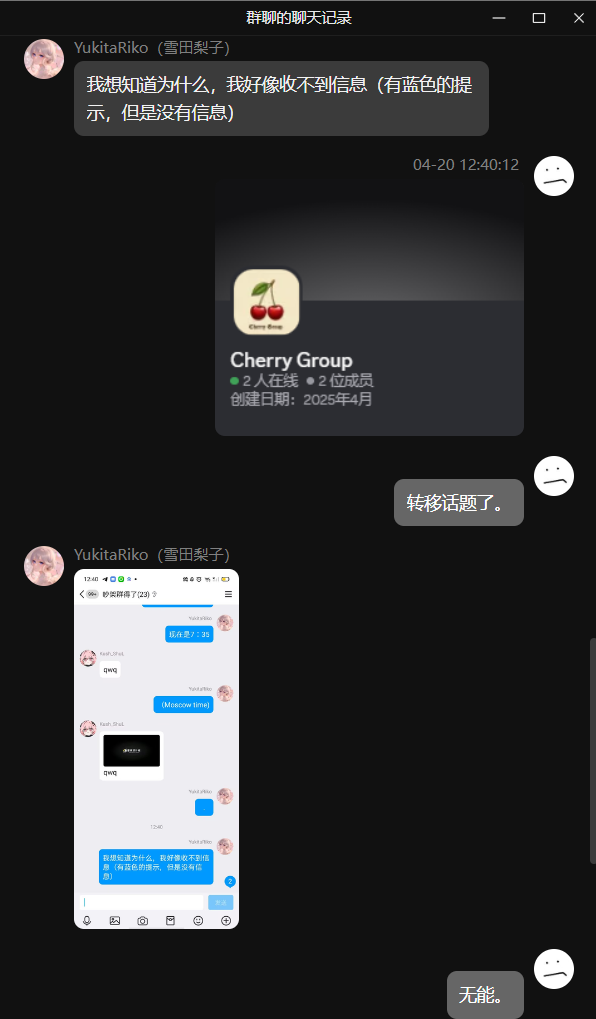 群聊的聊天记录
YukitaRiko（雪田梨子）
我想知道为什么，我好像收不到信息（有蓝色的提
示，但是没有信息）
04-20 12:40:12
Cherry Group
Cherry Group
2 人在线 2 位成员
创建日期：2025年4月
转移话题了。
YukitaRiko（雪田梨子）
12:40
99+
吵架群得了(23)
YukitaRiko
现在是7：35
qwq
YukitaRiko
（Moscow time)
qwq
YukitaRiko
12:40
YukitaRiko
我想知道为什么，我好像收不到信
息（有蓝色的提示，但是没有信
息）
2
发送
无能。